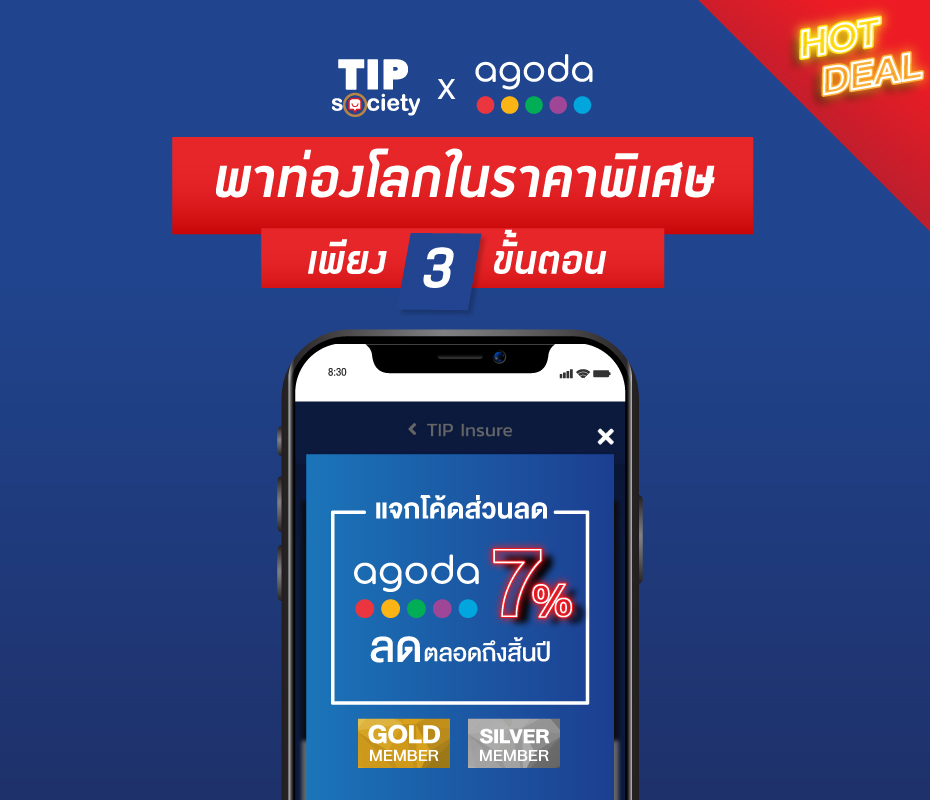 HOT
DEAL
TIP
society
x
agoda
พาท่องโลกในราคาพิเศษ
เพียง 3 ขั้นตอน
8:30
TIP Insure
แจกโค้ดส่วนลด
agoda 7%
ลดตลอดถึงสิ้นปี
GOLD
MEMBER
SILVER
MEMBER